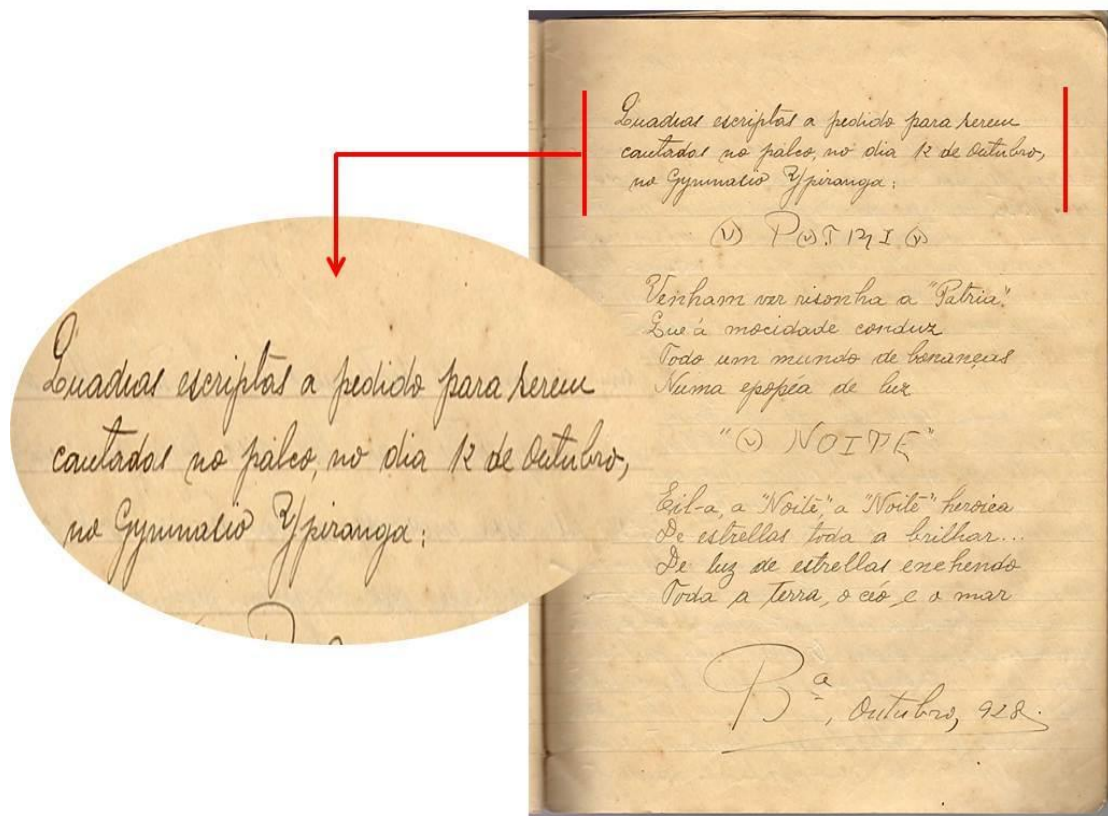 Quadras escriptas a pedido para serem
cantadas no palco, no dia 12 de Outubro,
no Gymnasio Ypiranga:
A PATRIA
Venham ver risonha a "Patria"
Que á mocidade conduz
Todo um mundo de bonanças
Numa epopéa de luz
"A NOITE"
Eil-a, a "Noite", a "Noite" heroica
De estrellas toda a brilhar...
De luz de estrellas enchendo
Toda a terra, o céo, e o mar
Bª, Outubro, 928.
Quadras escriptas a pedido para serem
cantadas no palco, no dia 12 de Outubro,
no Gymnasio Ypiranga: